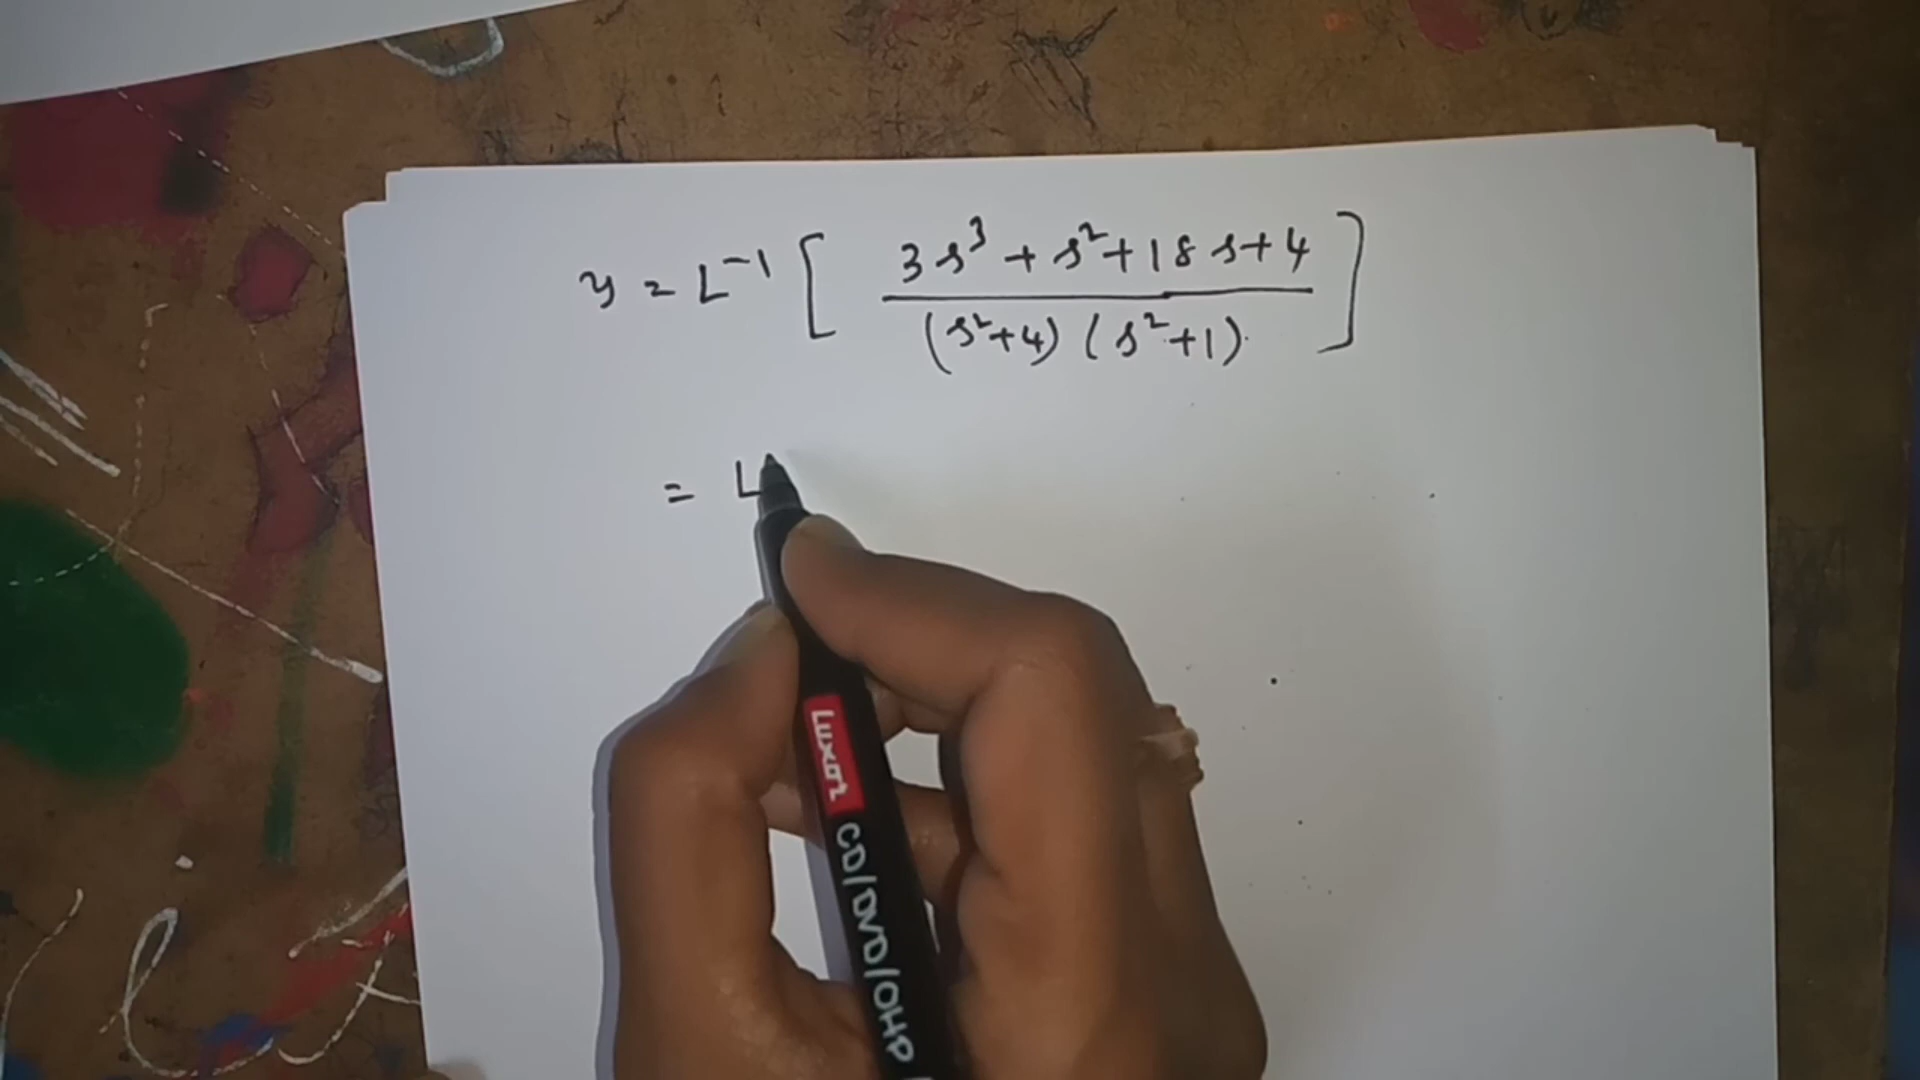 y = L⁻¹ [ 3s³ + s² + 18s + 4 / (s²+4) (s²+1) ]
= L
Luxor CD/DVD/OHP